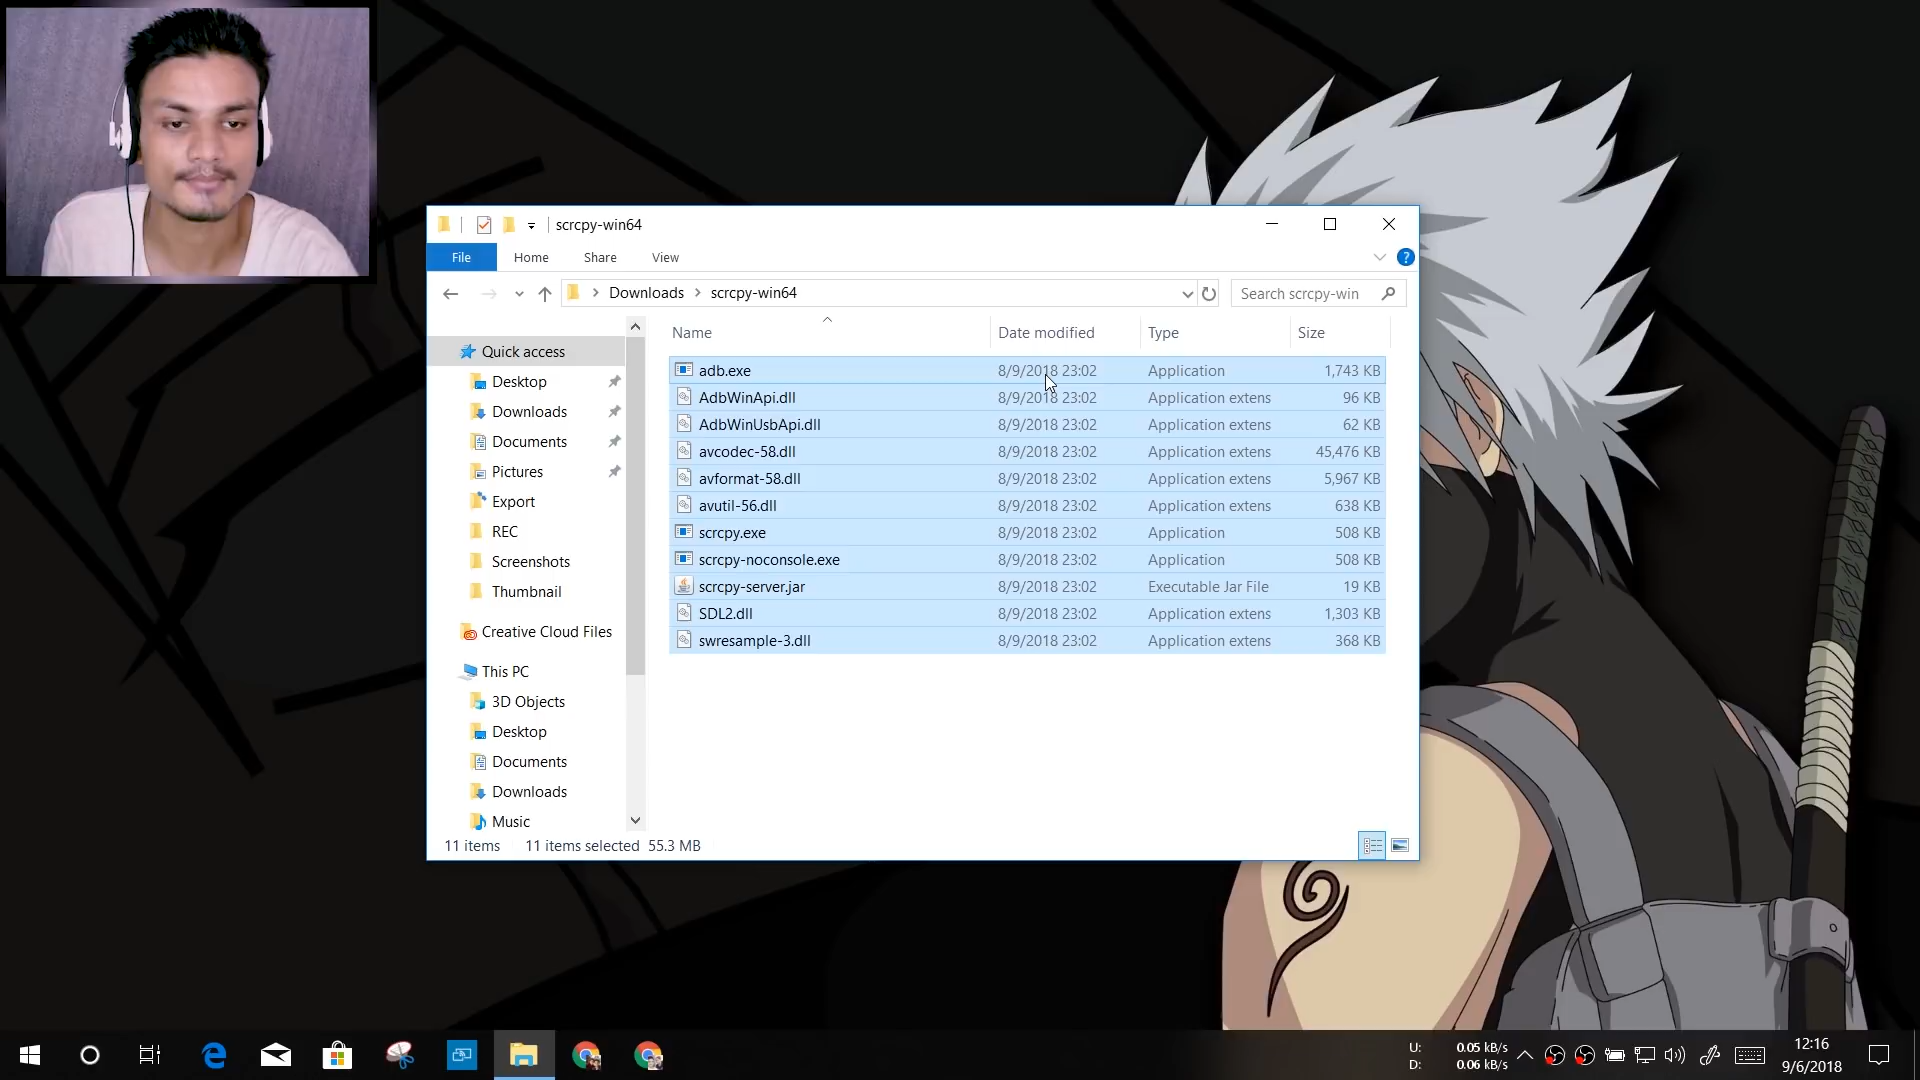 scrcpy-win64
File Home Share View
Downloads scrcpy-win64 Search scrcpy-win
Name Date modified Type Size
Quick access
Desktop
Downloads
Documents
Pictures
Export
REC
Screenshots
Thumbnail
Creative Cloud Files
This PC
3D Objects
Desktop
Documents
Downloads
Music
adb.exe 8/9/2018 23:02 Application 1,743 KB
AdbWinApi.dll 8/9/2018 23:02 Application extens 96 KB
AdbWinUsbApi.dll 8/9/2018 23:02 Application extens 62 KB
avcodec-58.dll 8/9/2018 23:02 Application extens 45,476 KB
avformat-58.dll 8/9/2018 23:02 Application extens 5,967 KB
avutil-56.dll 8/9/2018 23:02 Application extens 638 KB
scrcpy.exe 8/9/2018 23:02 Application 508 KB
scrcpy-noconsole.exe 8/9/2018 23:02 Application 508 KB
scrcpy-server.jar 8/9/2018 23:02 Executable Jar File 19 KB
SDL2.dll 8/9/2018 23:02 Application extens 1,303 KB
swresample-3.dll 8/9/2018 23:02 Application extens 368 KB
11 items 11 items selected 55.3 MB
U: 0.05 kB/s
D: 0.06 kB/s
12:16
9/6/2018